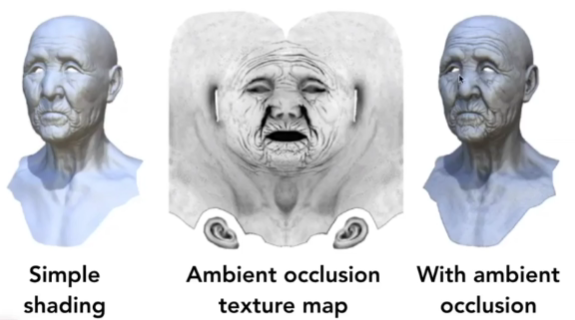 Simple
shading
Ambient occlusion
texture map
With ambient
occlusion